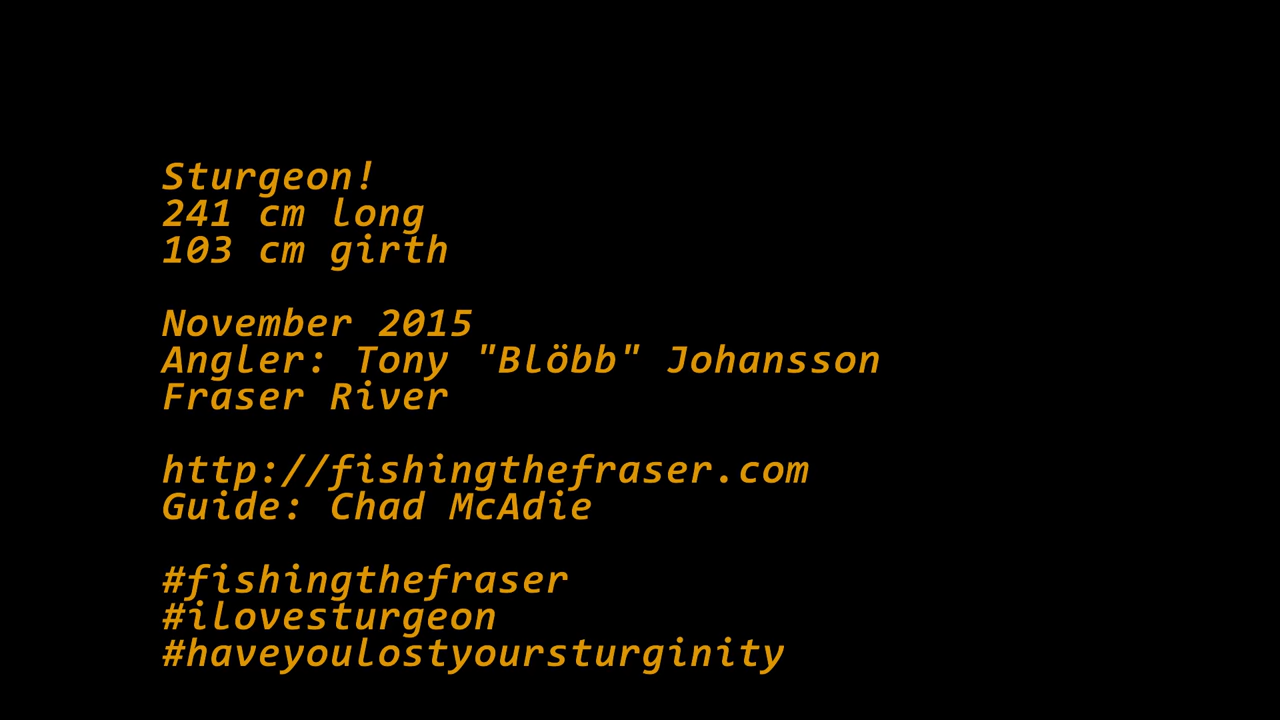 Sturgeon!
241 cm long
103 cm girth
November 2015
Angler: Tony "Blöbb" Johansson
Fraser River
http://fishingthefraser.com
Guide: Chad McAdie
#fishingthefraser
#ilovesturgeon
#haveyoulostyoursturginity